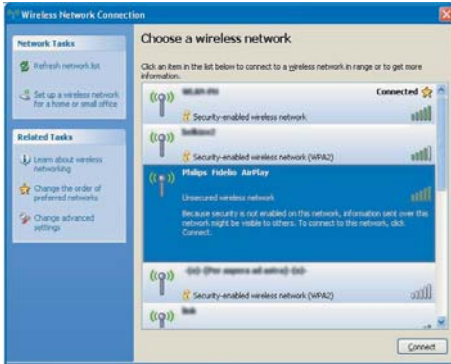 Wireless Network Connection
Network Tasks
Refresh network list
Set up a wireless network
for a home or small office
Related Tasks
Learn about wireless
networking
Change the order of
preferred networks
Change advanced
settings
Choose a wireless network
Click an item in the list below to connect to a wireless network in range or to get more
information.
Connected
Security-enabled wireless network
Security-enabled wireless network (WPA2)
Philips Fidelio AirPlay
Unsecured wireless network
Because security is not enabled on this network, information sent over this
network might be visible to others. To connect to this network, click
Connect.
Security-enabled wireless network (WPA2)
Connect